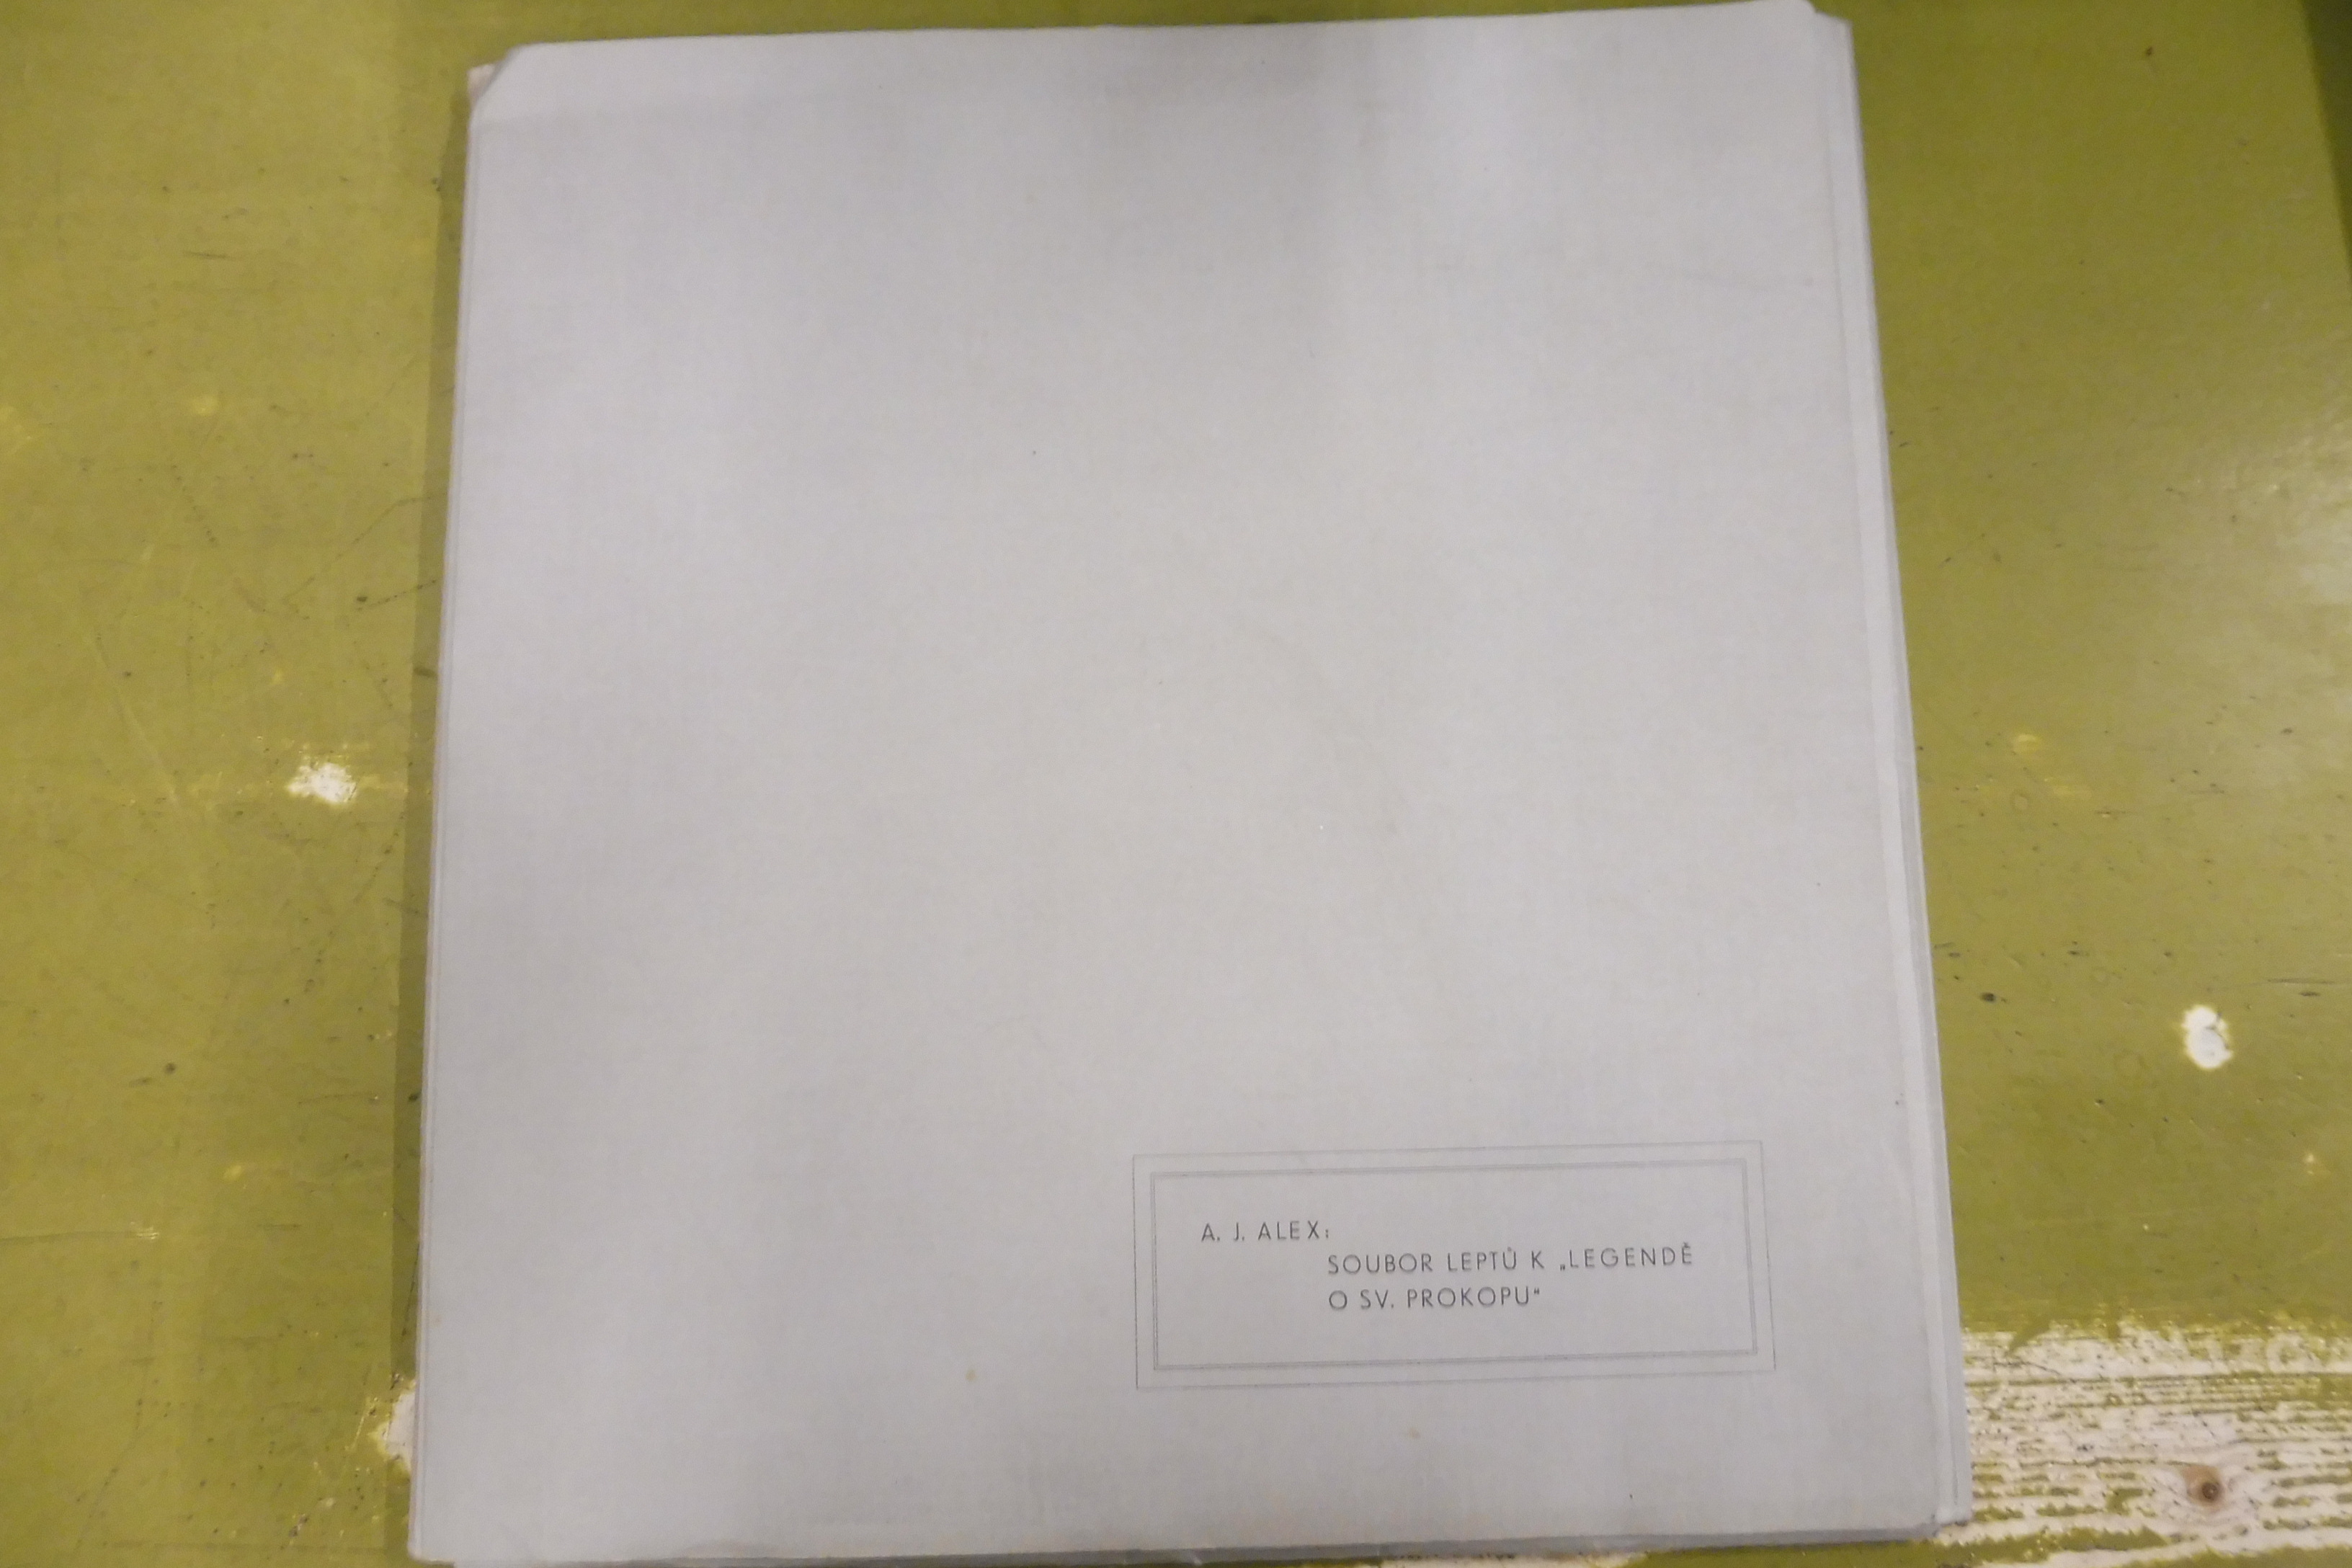 A. J. ALEX:
SOUBOR LEPTŮ K „LEGENDĚ
O SV. PROKOPU"